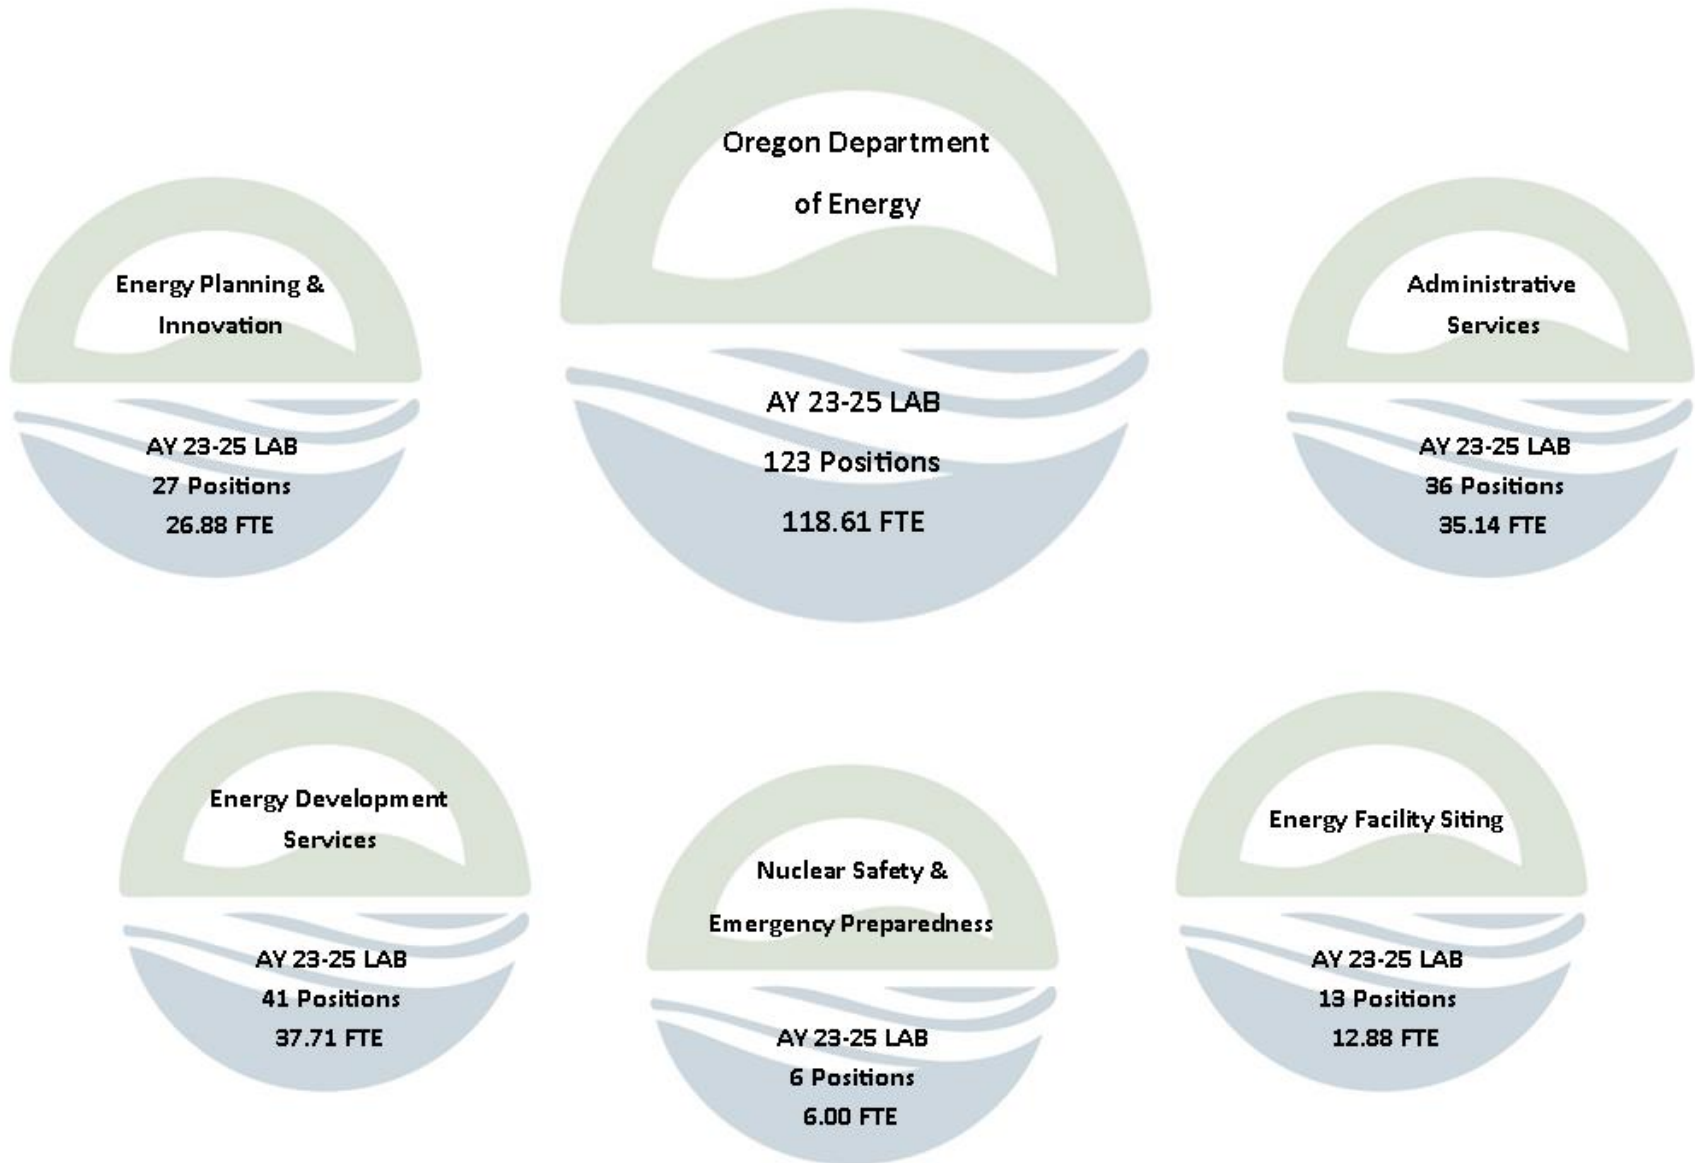 Oregon Department
of Energy
AY 23-25 LAB
123 Positions
118.61 FTE
Energy Planning &
Innovation
AY 23-25 LAB
27 Positions
26.88 FTE
Administrative
Services
AY 23-25 LAB
36 Positions
35.14 FTE
Energy Development
Services
AY 23-25 LAB
41 Positions
37.71 FTE
Nuclear Safety &
Emergency Preparedness
AY 23-25 LAB
6 Positions
6.00 FTE
Energy Facility Siting
AY 23-25 LAB
13 Positions
12.88 FTE